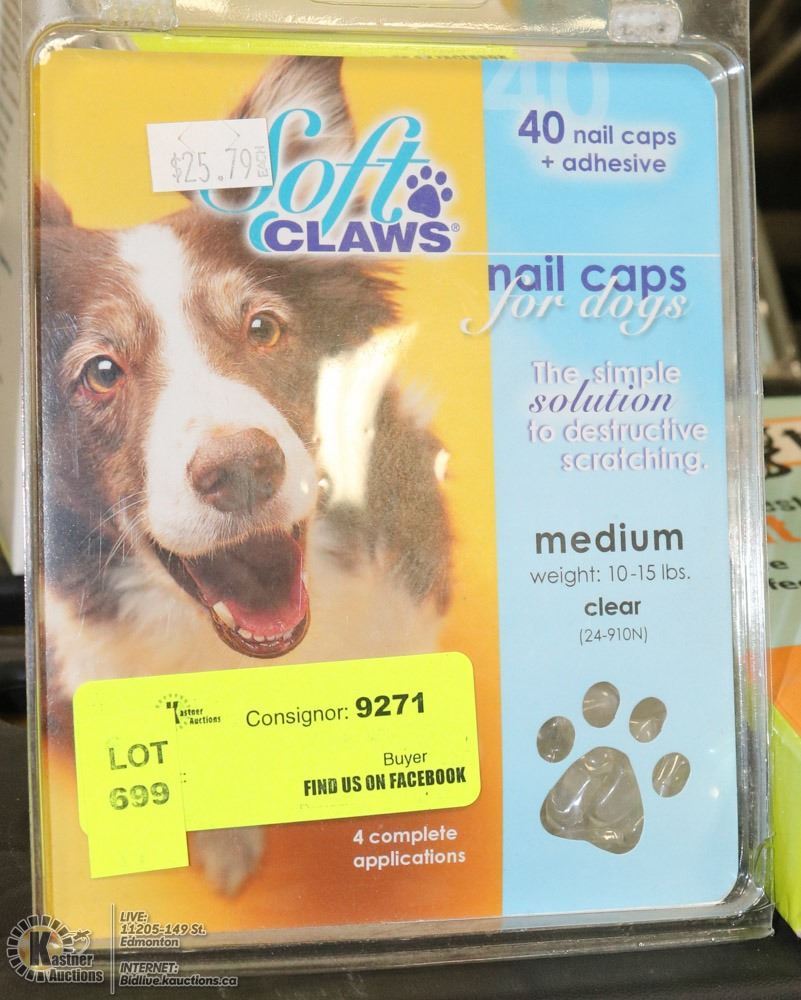 40
40 nail caps
+ adhesive
$25.79 EACH
Soft
CLAWS®
nail caps
for dogs
The simple
solution
to destructive
scratching.
medium
weight: 10-15 lbs.
clear
(24-910N)
Kastner
Auctions
Consignor: 9271
LOT
699
Buyer
FIND US ON FACEBOOK
4 complete
applications
Kastner
Auctions
LIVE:
11205-149 St.
Edmonton
INTERNET:
Bidlive.kauctions.ca